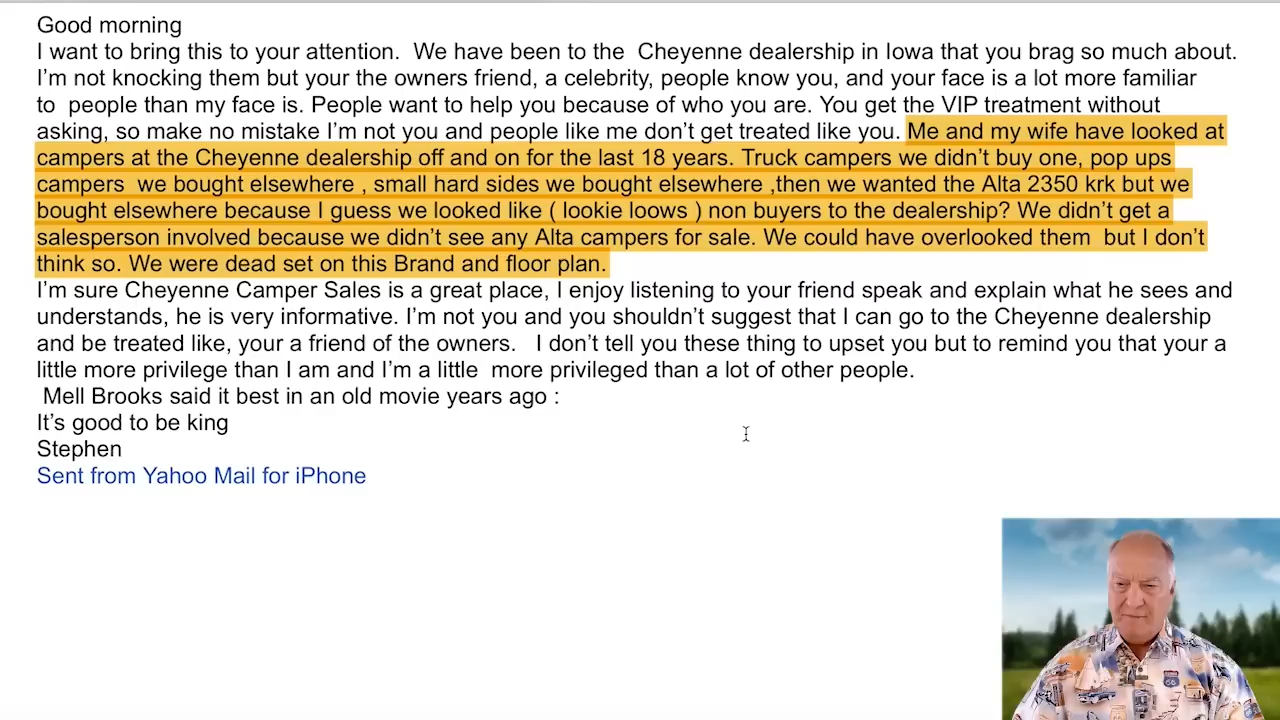 Good morning
I want to bring this to your attention.  We have been to the  Cheyenne dealership in Iowa that you brag so much about.
I'm not knocking them but your the owners friend, a celebrity, people know you, and your face is a lot more familiar
to  people than my face is. People want to help you because of who you are. You get the VIP treatment without
asking, so make no mistake I'm not you and people like me don't get treated like you. Me and my wife have looked at
campers at the Cheyenne dealership off and on for the last 18 years. Truck campers we didn't buy one, pop ups
campers  we bought elsewhere , small hard sides we bought elsewhere ,then we wanted the Alta 2350 krk but we
bought elsewhere because I guess we looked like ( lookie loows ) non buyers to the dealership? We didn't get a
salesperson involved because we didn't see any Alta campers for sale. We could have overlooked them  but I don't
think so. We were dead set on this Brand and floor plan.
I'm sure Cheyenne Camper Sales is a great place, I enjoy listening to your friend speak and explain what he sees and
understands, he is very informative. I'm not you and you shouldn't suggest that I can go to the Cheyenne dealership
and be treated like, your a friend of the owners.   I don't tell you these thing to upset you but to remind you that your a
little more privilege than I am and I'm a little  more privileged than a lot of other people.
Mell Brooks said it best in an old movie years ago :
It's good to be king
Stephen
Sent from Yahoo Mail for iPhone